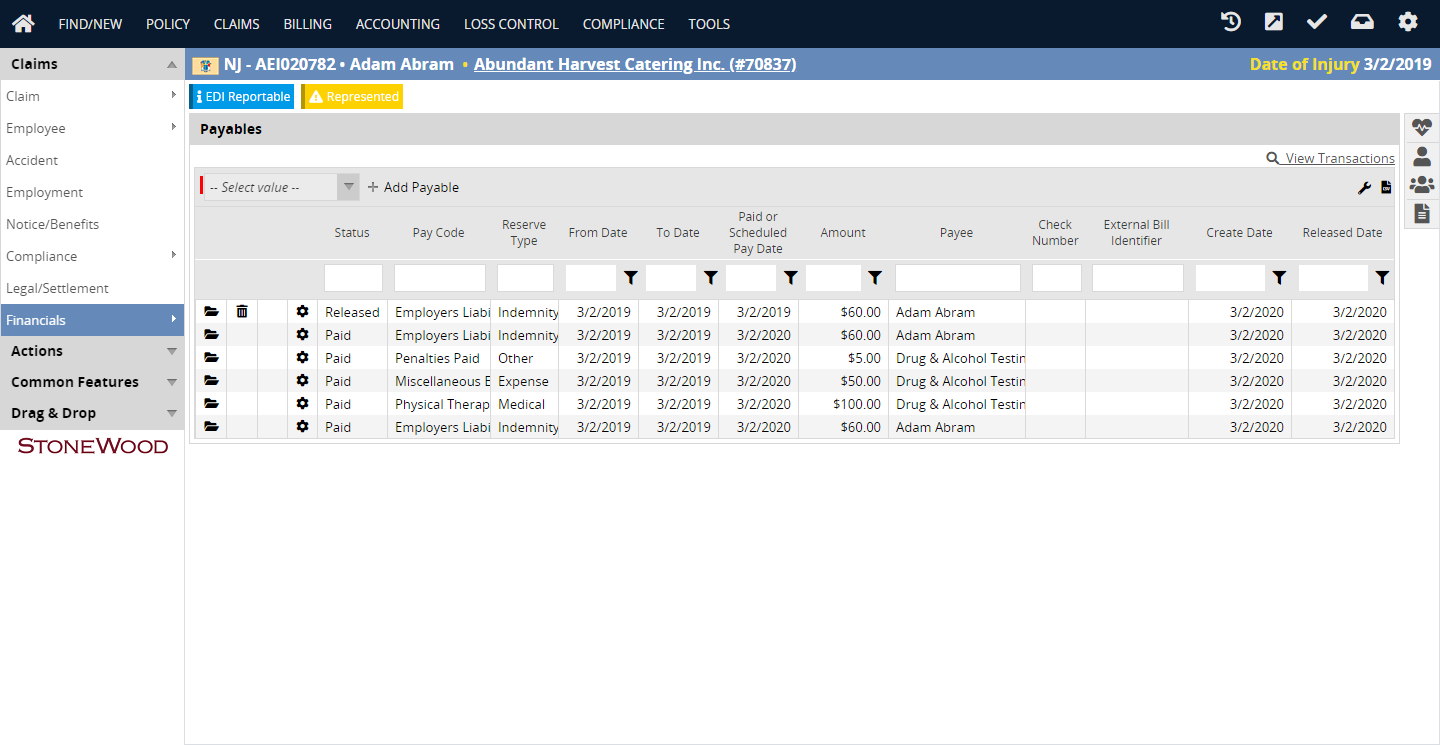 FIND/NEW POLICY CLAIMS BILLING ACCOUNTING LOSS CONTROL COMPLIANCE TOOLS
Claims
NJ - AEI020782 • Adam Abram • Abundant Harvest Catering Inc. (#70837) Date of Injury 3/2/2019
Claim
Employee
Accident
Employment
Notice/Benefits
Compliance
Legal/Settlement
Financials
Actions
Common Features
Drag & Drop
STONEWOOD
EDI Reportable Represented
Payables
View Transactions
-- Select value -- Add Payable
Status Pay Code Reserve Type From Date To Date Paid or Scheduled Pay Date Amount Payee Check Number External Bill Identifier Create Date Released Date
Released Employers Liabi Indemnity 3/2/2019 3/2/2019 3/2/2019 $60.00 Adam Abram 3/2/2020 3/2/2020
Paid Employers Liabi Indemnity 3/2/2019 3/2/2019 3/2/2020 $60.00 Adam Abram 3/2/2020 3/2/2020
Paid Penalties Paid Other 3/2/2019 3/2/2019 3/2/2020 $5.00 Drug & Alcohol Testin 3/2/2020 3/2/2020
Paid Miscellaneous E Expense 3/2/2019 3/2/2019 3/2/2020 $50.00 Drug & Alcohol Testin 3/2/2020 3/2/2020
Paid Physical Therap Medical 3/2/2019 3/2/2019 3/2/2020 $100.00 Drug & Alcohol Testin 3/2/2020 3/2/2020
Paid Employers Liabi Indemnity 3/2/2019 3/2/2019 3/2/2020 $60.00 Adam Abram 3/2/2020 3/2/2020